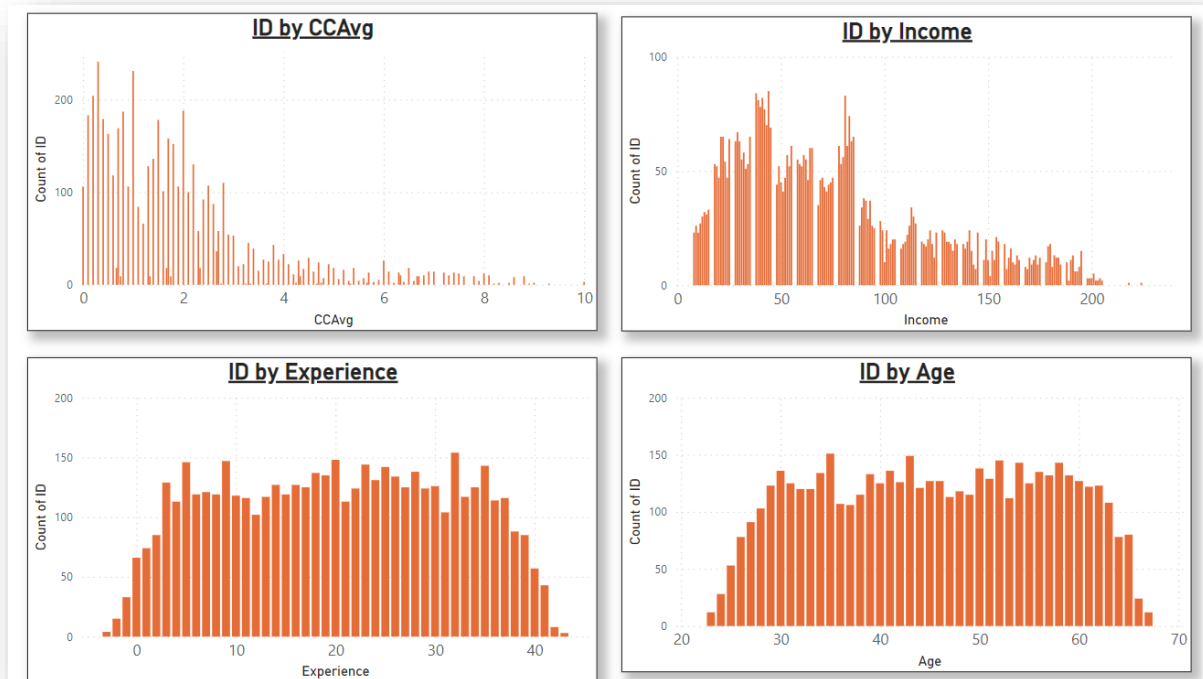 ID by CCAvg
Count of ID
200
100
0
0 2 4 6 8 10
CCAvg
ID by Income
Count of ID
100
50
0
0 50 100 150 200
Income
ID by Experience
Count of ID
200
150
100
50
0
0 10 20 30 40
Experience
ID by Age
Count of ID
200
150
100
50
0
20 30 40 50 60 70
Age